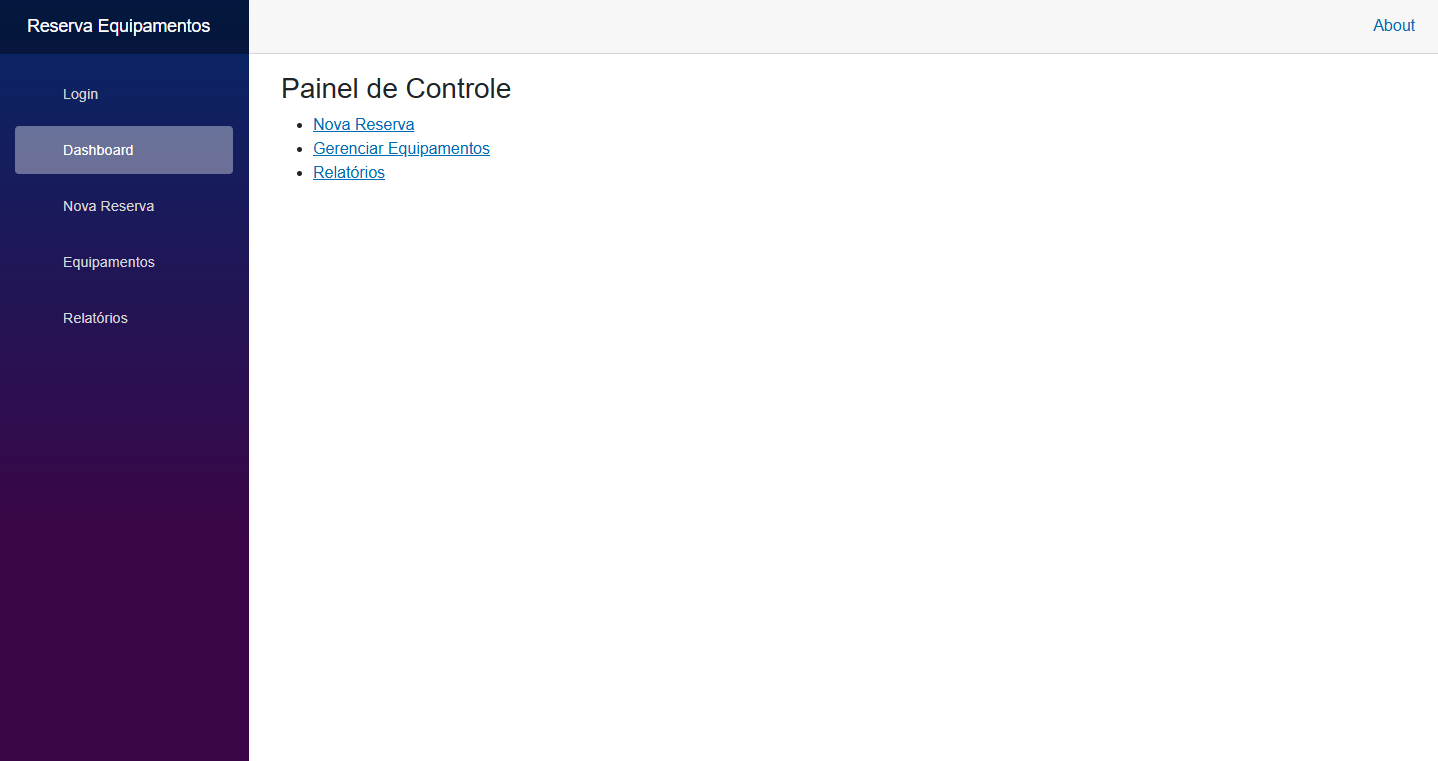 Reserva Equipamentos
About
Login
Dashboard
Nova Reserva
Equipamentos
Relatórios
Painel de Controle
Nova Reserva
Gerenciar Equipamentos
Relatórios